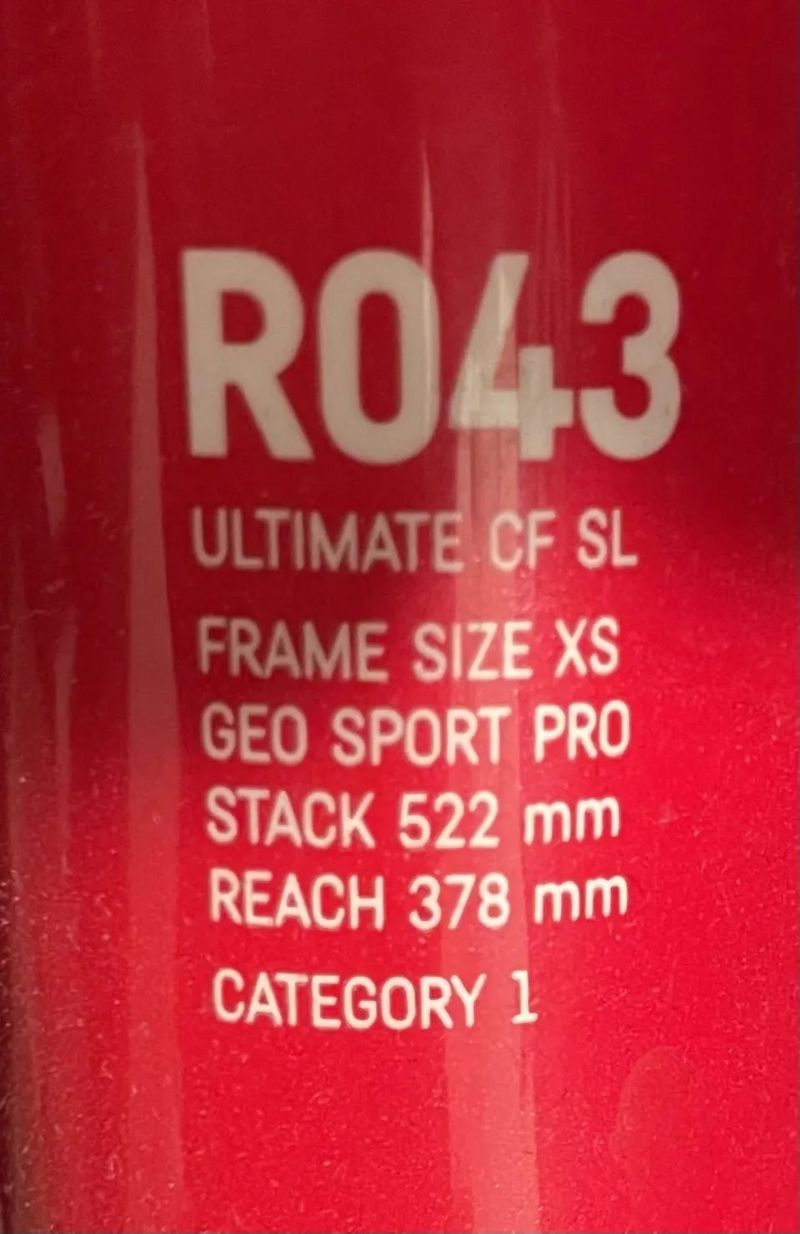 R043
ULTIMATE CF SL
FRAME SIZE XS
GEO SPORT PRO
STACK 522 mm
REACH 378 mm
CATEGORY 1